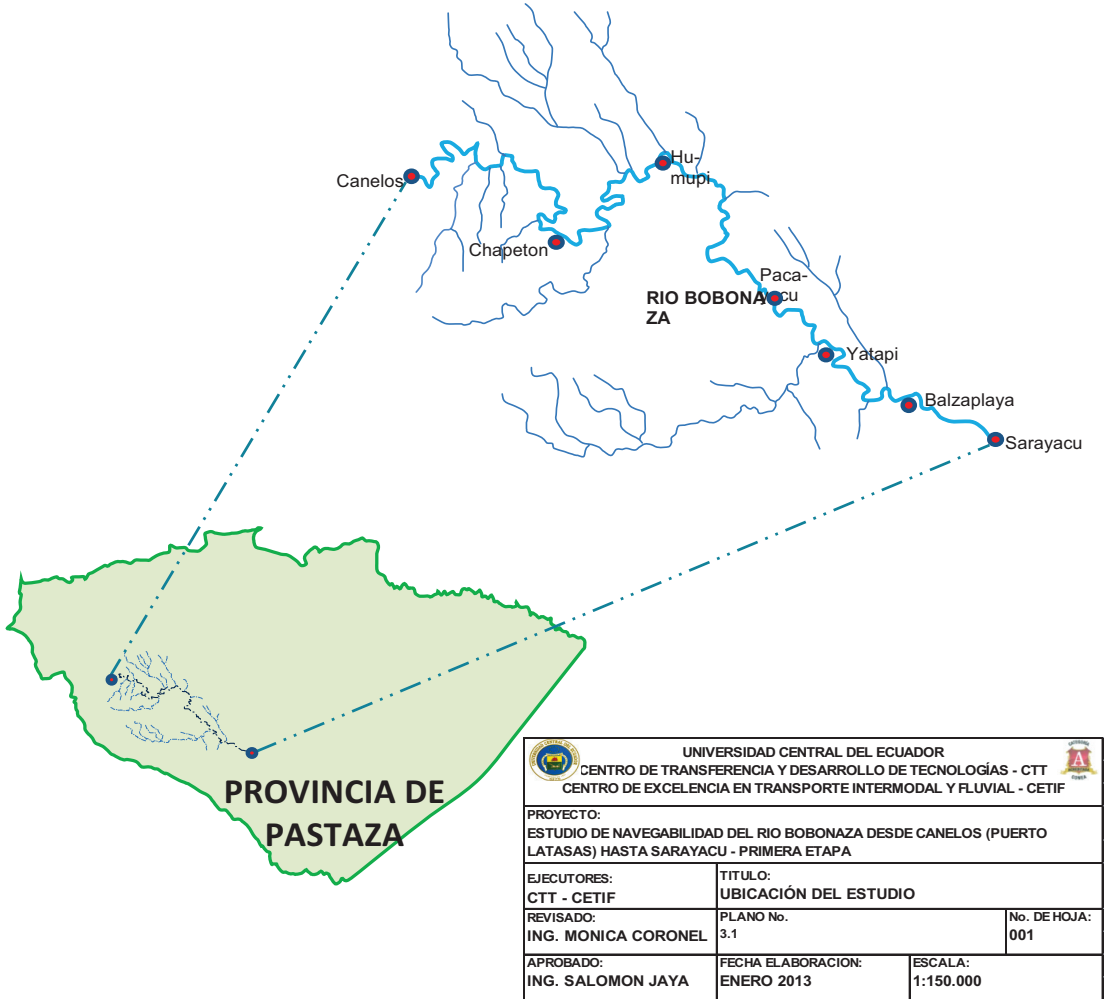 Canelos
Hu-
mupi
Chapeton
Paca-
RIO BOBONA
ZA
Yatapi
Balzaplaya
Sarayacu
PROVINCIA DE
PASTAZA
UNIVERSIDAD CENTRAL DEL ECUADOR
CENTRO DE TRANSFERENCIA Y DESARROLLO DE TECNOLOGÍAS - CTT
CENTRO DE EXCELENCIA EN TRANSPORTE INTERMODAL Y FLUVIAL - CETIF
A
PROYECTO:
ESTUDIO DE NAVEGABILIDAD DEL RIO BOBONAZA DESDE CANELOS (PUERTO
LATASAS) HASTA SARAYACU - PRIMERA ETAPA
EJECUTORES:
CTT - CETIF
TITULO:
UBICACIÓN DEL ESTUDIO
REVISADO:
ING. MONICA CORONEL
PLANO No.
3.1
No. DE HOJA:
001
APROBADO:
ING. SALOMON JAYA
FECHA ELABORACION:
ENERO 2013
ESCALA:
1:150.000